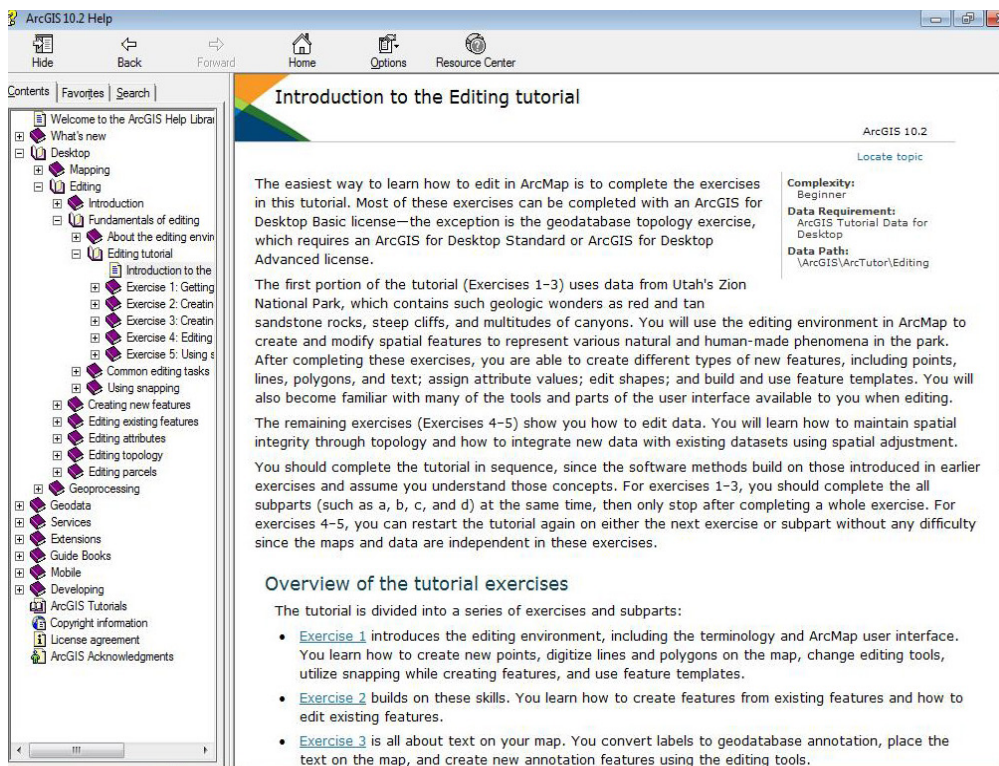 ArcGIS 10.2 Help
Hide Back Forward Home Options Resource Center
Contents Favorites Search
Welcome to the ArcGIS Help Librar
What's new
Desktop
Mapping
Editing
Introduction
Fundamentals of editing
About the editing envir
Editing tutorial
Introduction to the
Exercise 1: Getting
Exercise 2: Creatin
Exercise 3: Creatin
Exercise 4: Editing
Exercise 5: Using s
Common editing tasks
Using snapping
Creating new features
Editing existing features
Editing attributes
Editing topology
Editing parcels
Geoprocessing
Geodata
Services
Extensions
Guide Books
Mobile
Developing
ArcGIS Tutorials
Copyright information
License agreement
ArcGIS Acknowledgments
Introduction to the Editing tutorial
ArcGIS 10.2
Locate topic
Complexity:
Beginner
Data Requirement:
ArcGIS Tutorial Data for
Desktop
Data Path:
\ArcGIS\ArcTutor\Editing
The easiest way to learn how to edit in ArcMap is to complete the exercises
in this tutorial. Most of these exercises can be completed with an ArcGIS for
Desktop Basic license—the exception is the geodatabase topology exercise,
which requires an ArcGIS for Desktop Standard or ArcGIS for Desktop
Advanced license.
The first portion of the tutorial (Exercises 1–3) uses data from Utah's Zion
National Park, which contains such geologic wonders as red and tan
sandstone rocks, steep cliffs, and multitudes of canyons. You will use the editing environment in ArcMap to
create and modify spatial features to represent various natural and human-made phenomena in the park.
After completing these exercises, you are able to create different types of new features, including points,
lines, polygons, and text; assign attribute values; edit shapes; and build and use feature templates. You will
also become familiar with many of the tools and parts of the user interface available to you when editing.
The remaining exercises (Exercises 4–5) show you how to edit data. You will learn how to maintain spatial
integrity through topology and how to integrate new data with existing datasets using spatial adjustment.
You should complete the tutorial in sequence, since the software methods build on those introduced in earlier
exercises and assume you understand those concepts. For exercises 1–3, you should complete the all
subparts (such as a, b, c, and d) at the same time, then only stop after completing a whole exercise. For
exercises 4–5, you can restart the tutorial again on either the next exercise or subpart without any difficulty
since the maps and data are independent in these exercises.
Overview of the tutorial exercises
The tutorial is divided into a series of exercises and subparts:
• Exercise 1 introduces the editing environment, including the terminology and ArcMap user interface.
You learn how to create new points, digitize lines and polygons on the map, change editing tools,
utilize snapping while creating features, and use feature templates.
• Exercise 2 builds on these skills. You learn how to create features from existing features and how to
edit existing features.
• Exercise 3 is all about text on your map. You convert labels to geodatabase annotation, place the
text on the map, and create new annotation features using the editing tools.